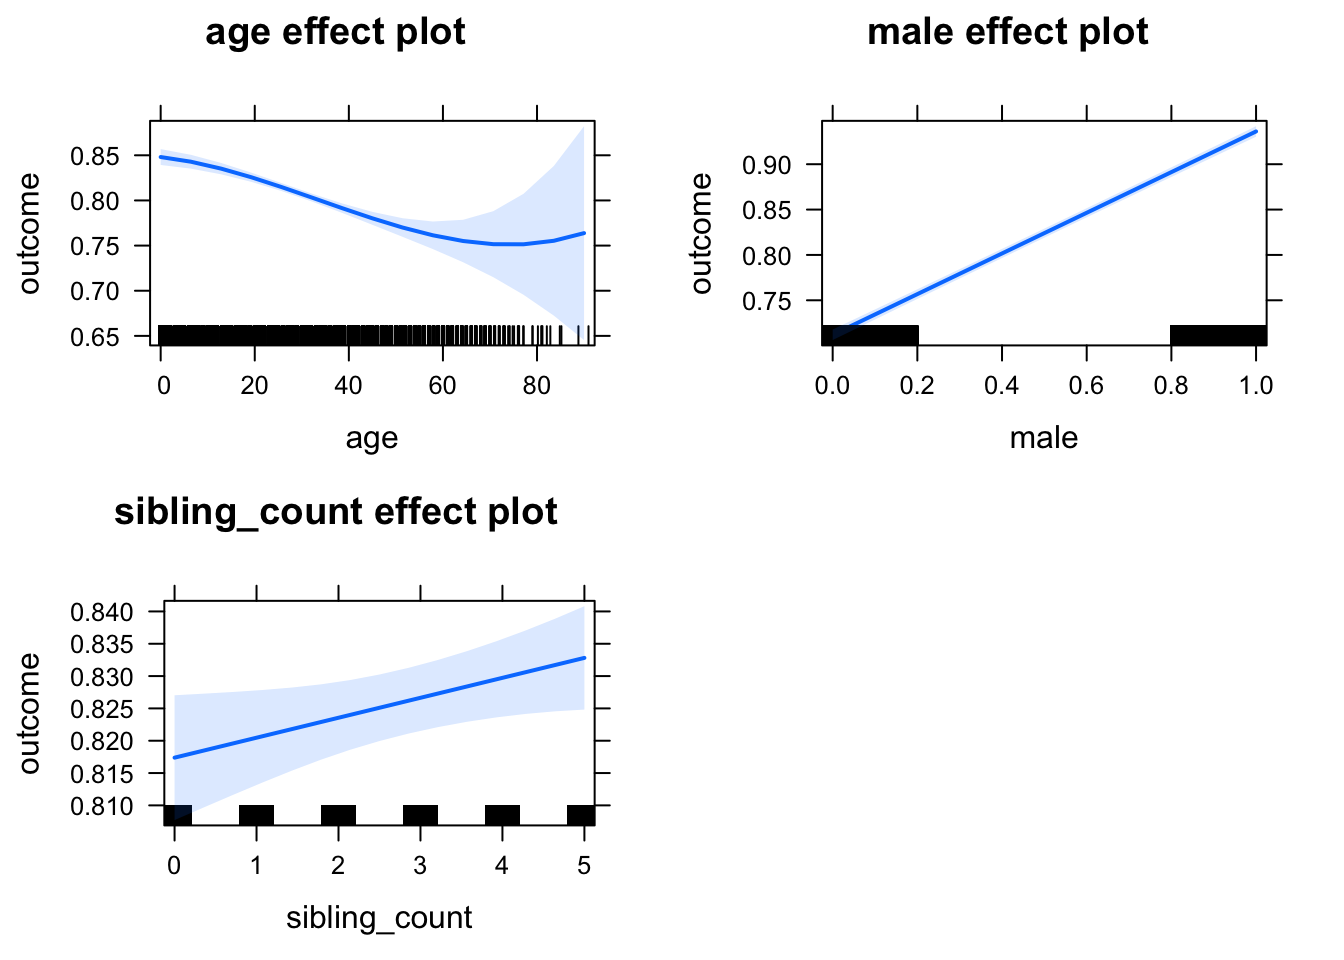 age effect plot
outcome
0.85
0.80
0.75
0.70
0.65
0 20 40 60 80
age
male effect plot
outcome
0.90
0.85
0.80
0.75
0.0 0.2 0.4 0.6 0.8 1.0
male
sibling_count effect plot
outcome
0.840
0.835
0.830
0.825
0.820
0.815
0.810
0 1 2 3 4 5
sibling_count